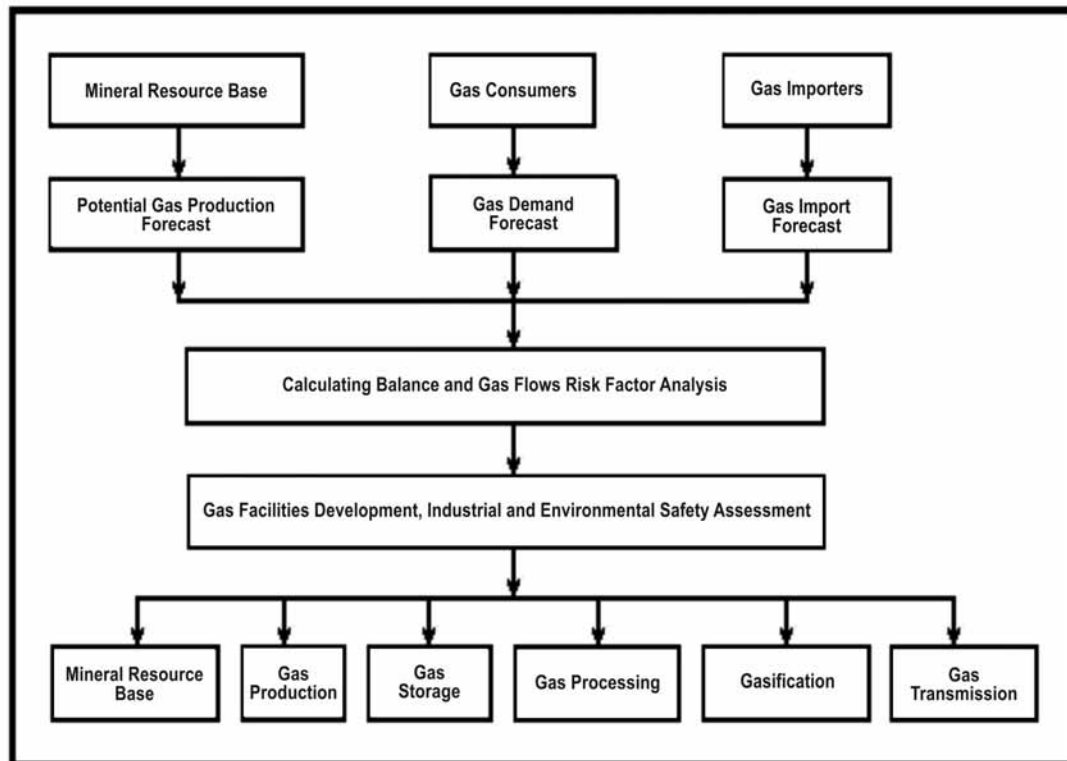 Mineral Resource Base
Gas Consumers
Gas Importers
Potential Gas Production
Forecast
Gas Demand
Forecast
Gas Import
Forecast
Calculating Balance and Gas Flows Risk Factor Analysis
Gas Facilities Development, Industrial and Environmental Safety Assessment
Mineral Resource
Base
Gas
Production
Gas
Storage
Gas Processing
Gasification
Gas
Transmission